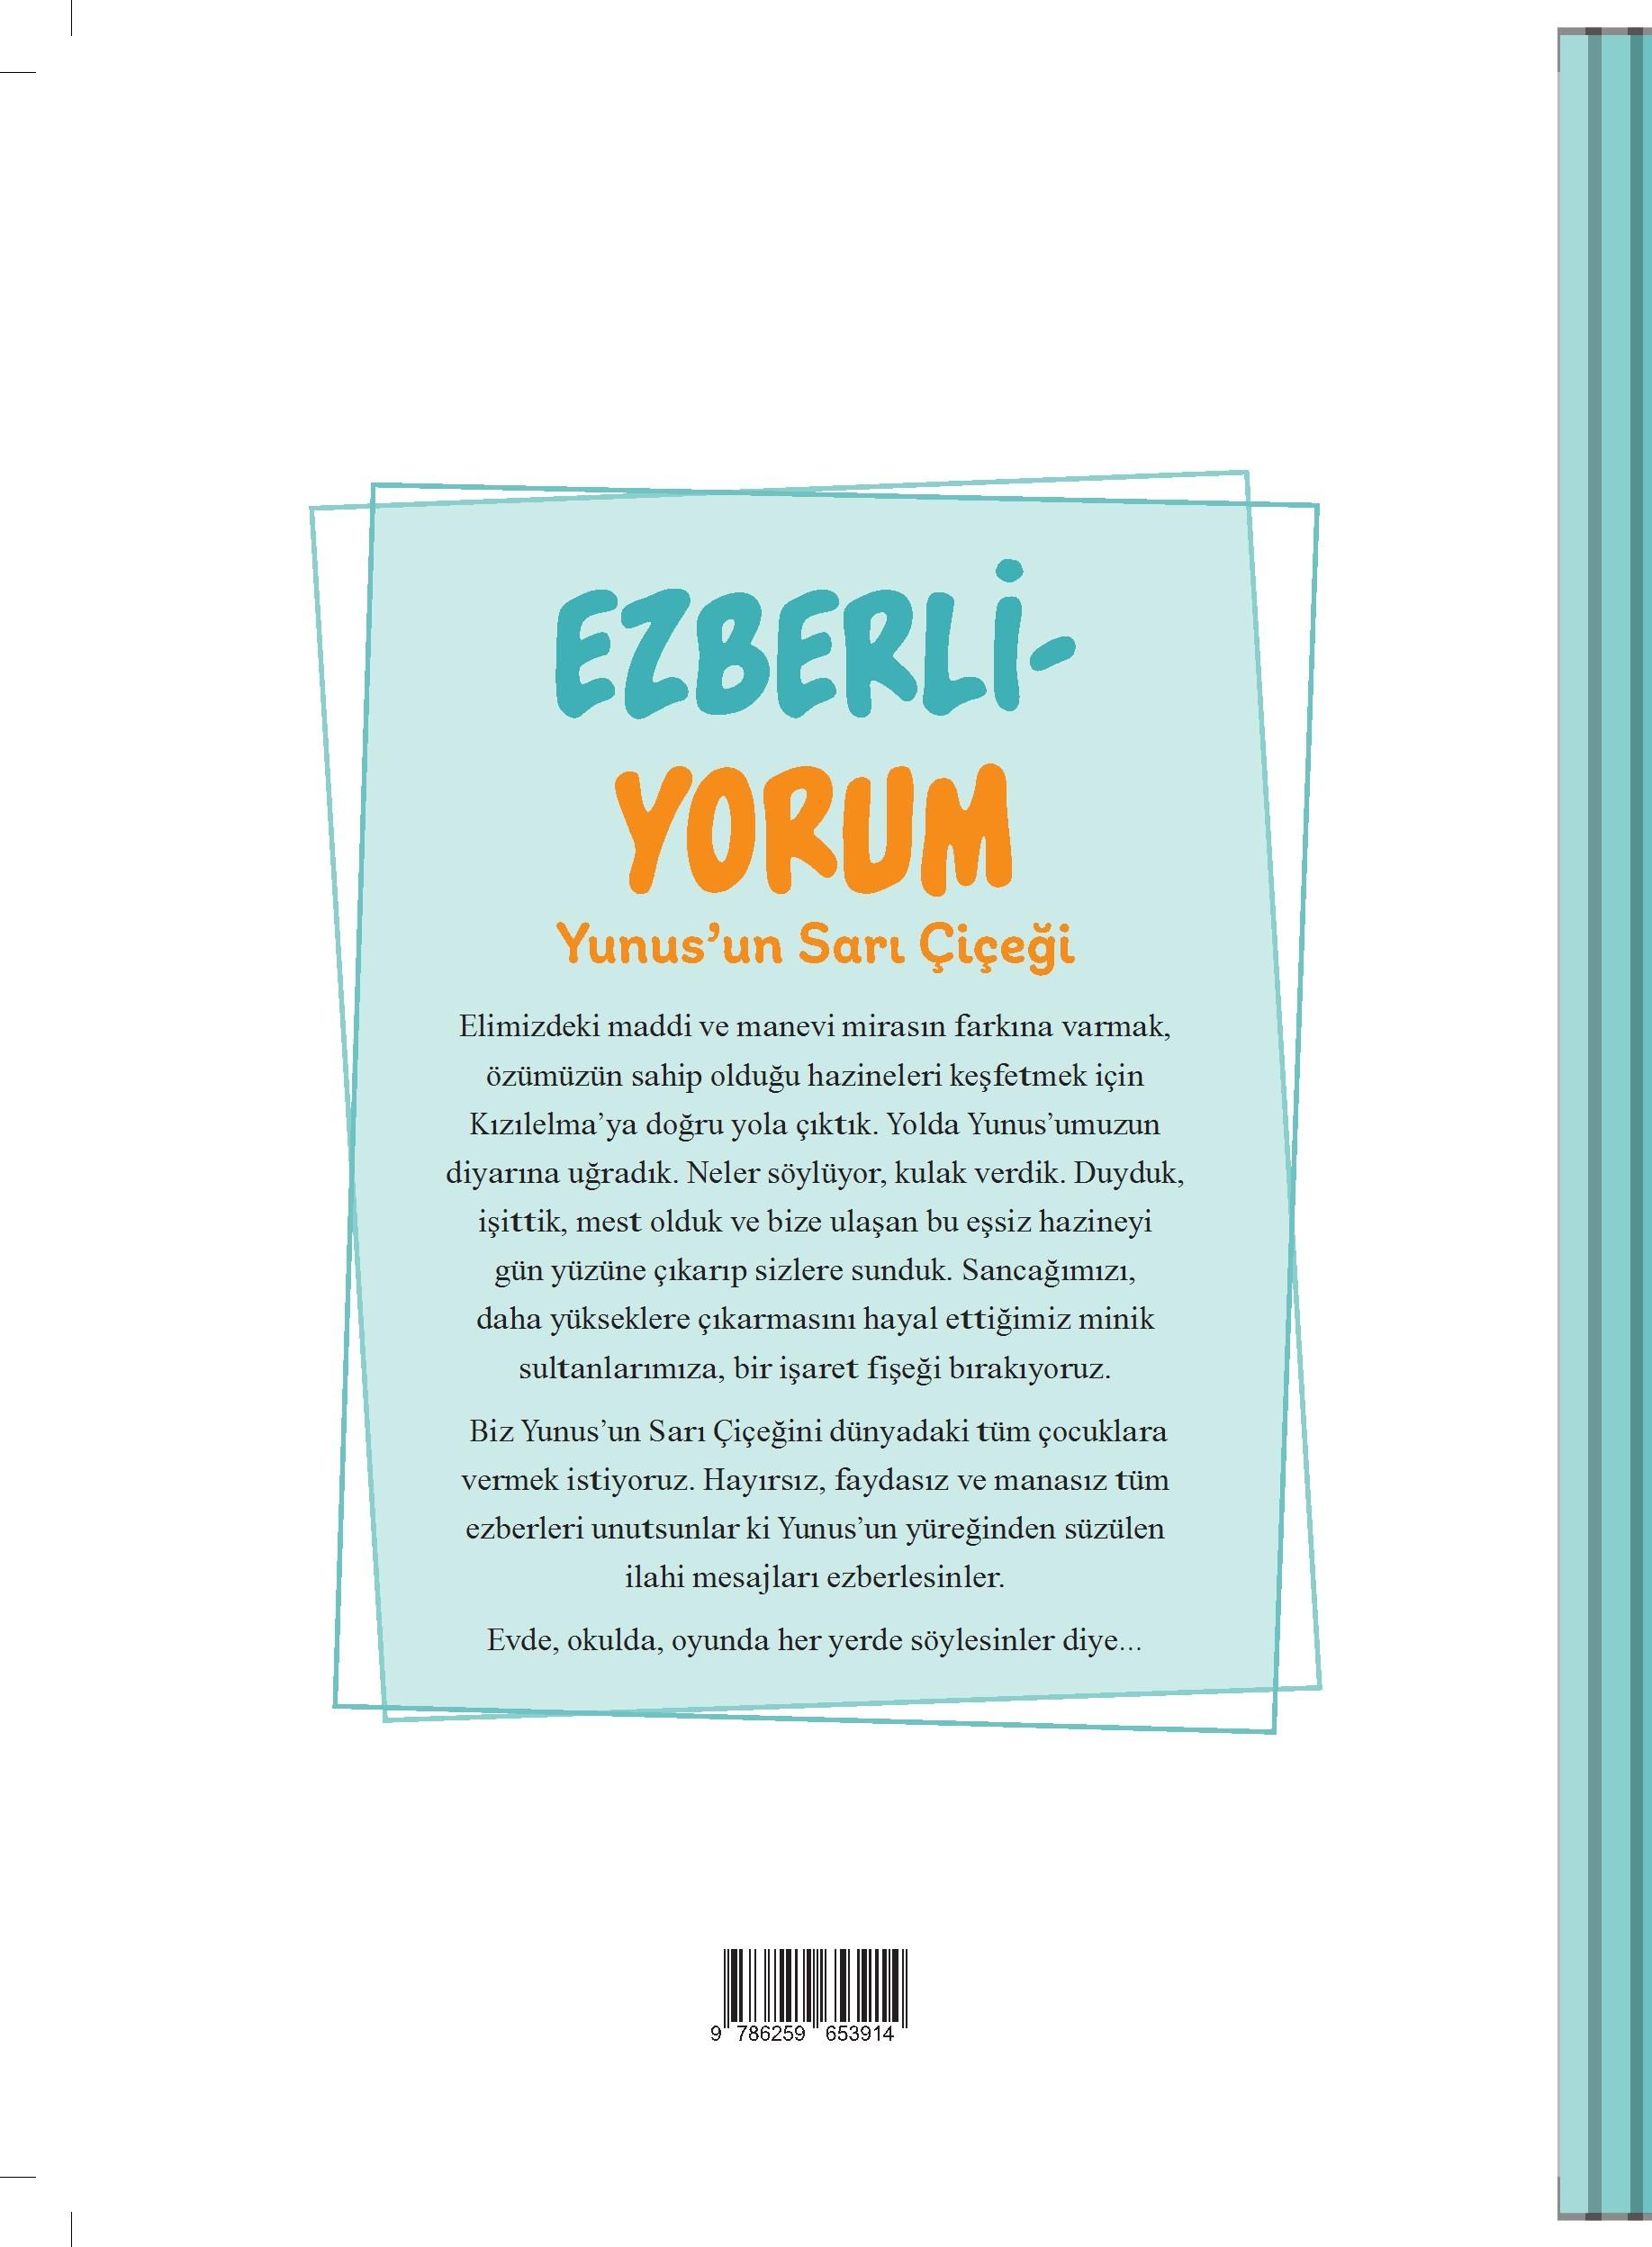 EZBERLİ-
YORUM
Yunus’un Sarı Çiçeği
Elimizdeki maddi ve manevi mirasın farkına varmak,
özümüzün sahip olduğu hazineleri keşfetmek için
Kızılelma’ya doğru yola çıktık. Yolda Yunus’umuzun
diyarına uğradık. Neler söylüyor, kulak verdik. Duyduk,
işittik, mest olduk ve bize ulaşan bu eşsiz hazineyi
gün yüzüne çıkarıp sizlere sunduk. Sancağımızı,
daha yükseklere çıkarmasını hayal ettiğimiz minik
sultanlarımıza, bir işaret fişeği bırakıyoruz.
Biz Yunus’un Sarı Çiçeğini dünyadaki tüm çocuklara
vermek istiyoruz. Hayırsız, faydasız ve manasız tüm
ezberleri unutsunlar ki Yunus’un yüreğinden süzülen
ilahi mesajları ezberlesinler.
Evde, okulda, oyunda her yerde söylesinler diye...
9 786259 653914